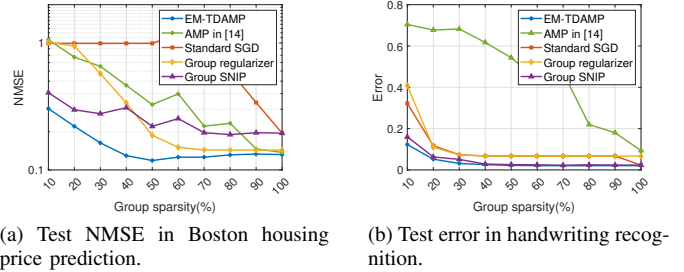 EM-TDAMP
AMP in [14]
Standard SGD
Group regularizer
Group SNIP
NMSE
1
0.1
10 20 30 40 50 60 70 80 90 100
Group sparsity(%)
(a) Test NMSE in Boston housing
price prediction.
EM-TDAMP
AMP in [14]
Standard SGD
Group regularizer
Group SNIP
Error
0.8
0.6
0.4
0.2
0
10 20 30 40 50 60 70 80 90 100
Group sparsity(%)
(b) Test error in handwriting recog-
nition.